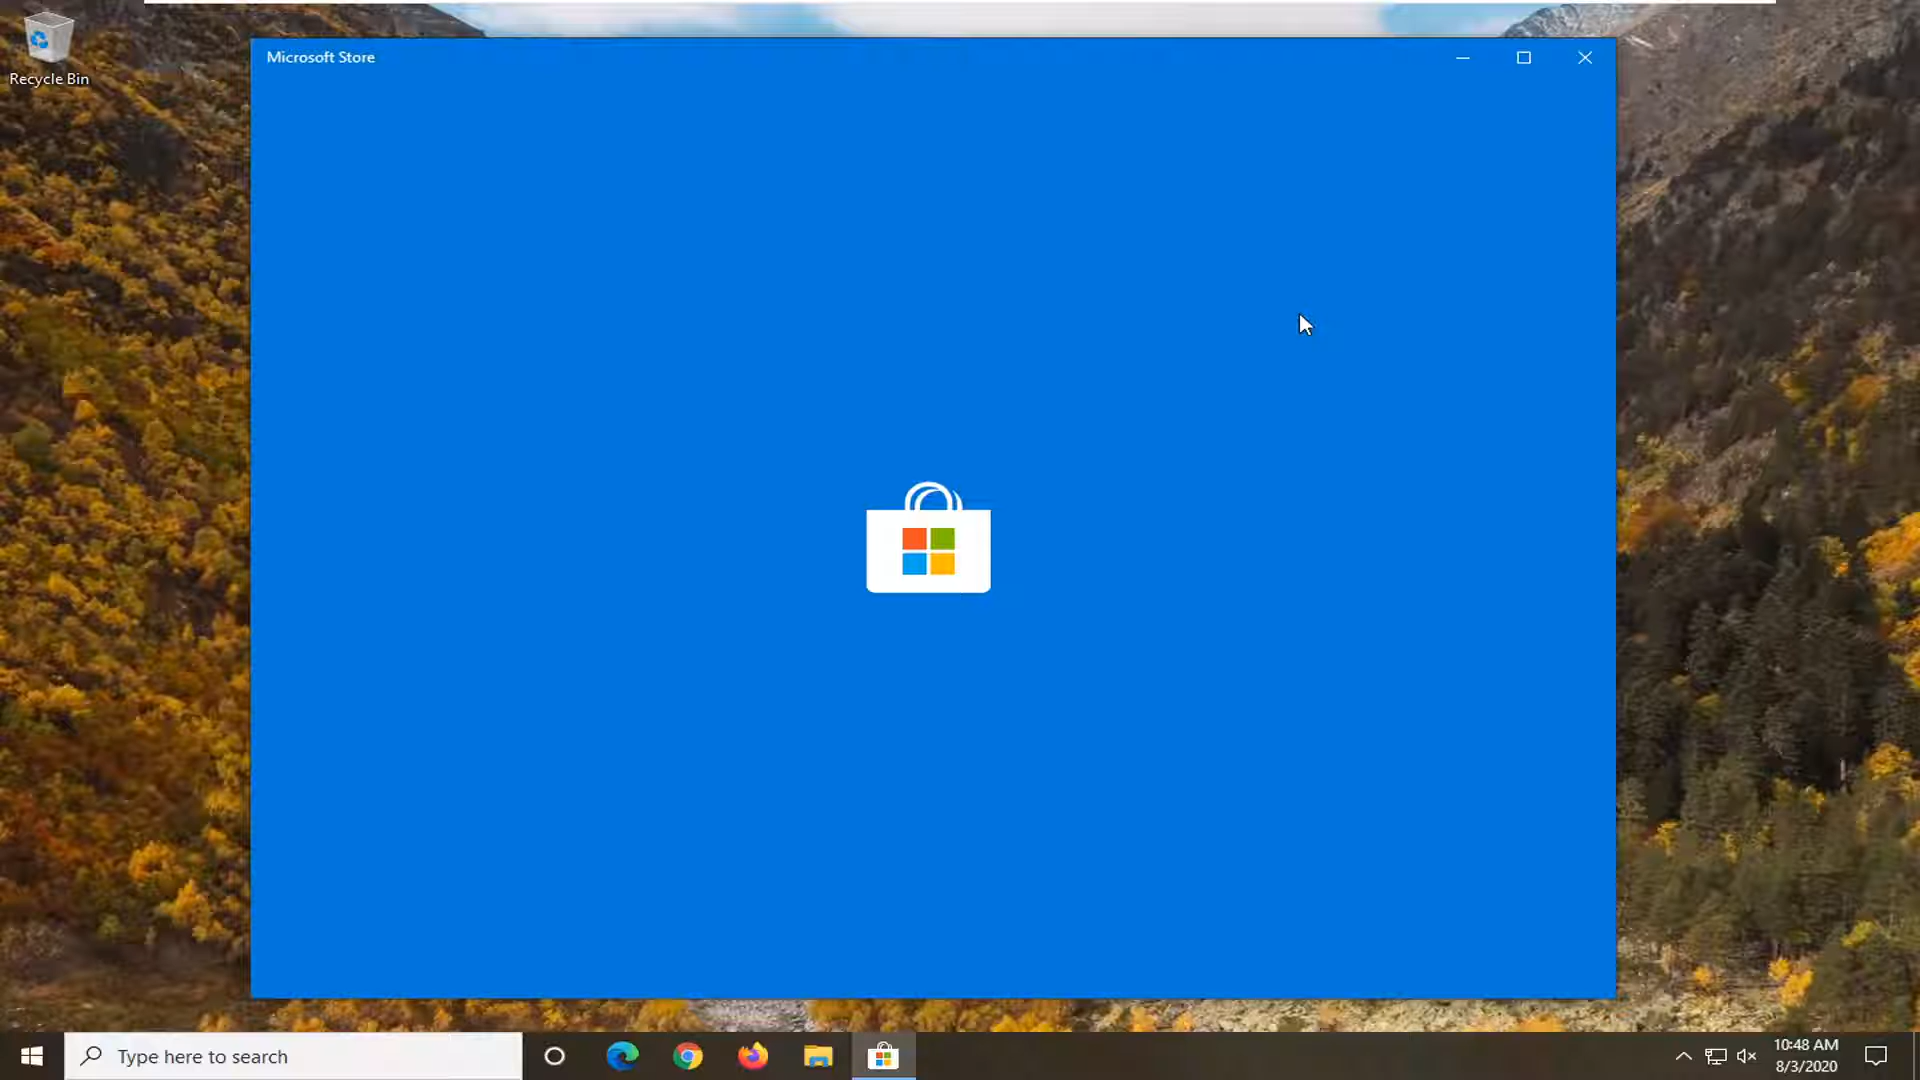 Recycle Bin
Microsoft Store
Type here to search
10:48 AM
8/3/2020